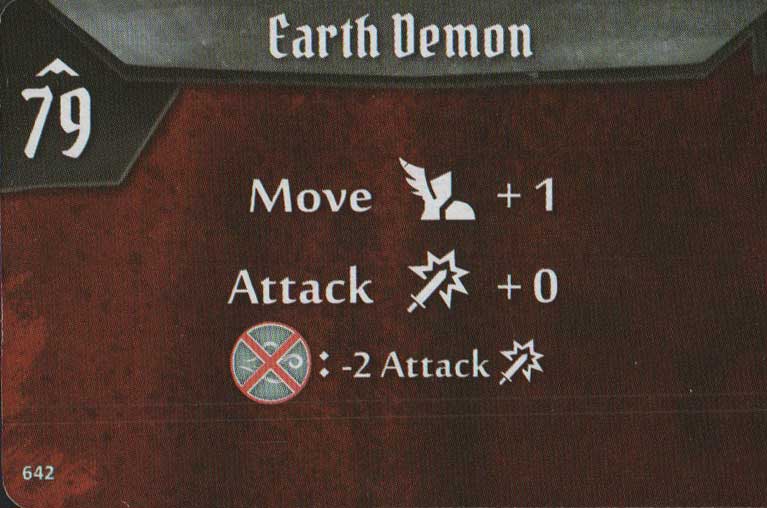 Earth Demon
79
Move + 1
Attack + 0
: -2 Attack
642